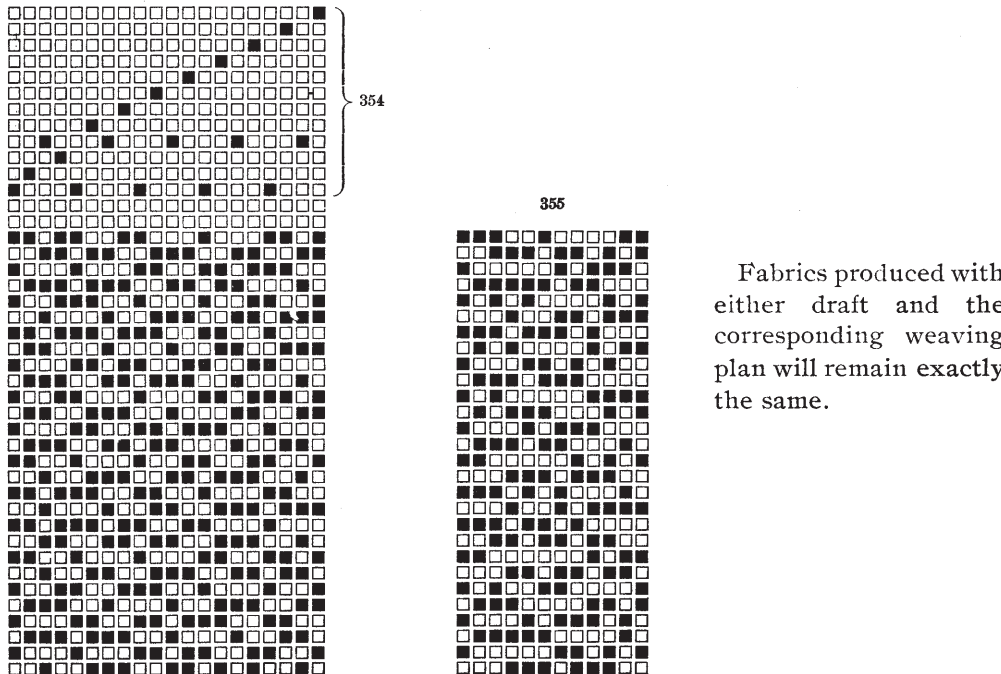 354
355
Fabrics produced with
either draft and the
corresponding weaving
plan will remain exactly
the same.